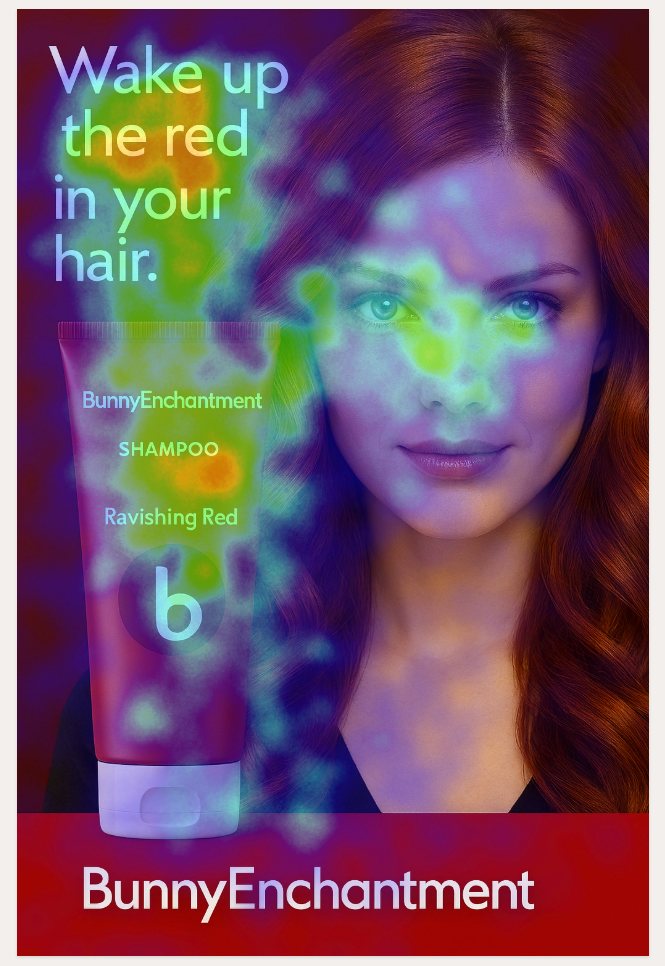 Wake up
the red
in your
hair.
BunnyEnchantment
SHAMPOO
Ravishing Red
b
BunnyEnchantment